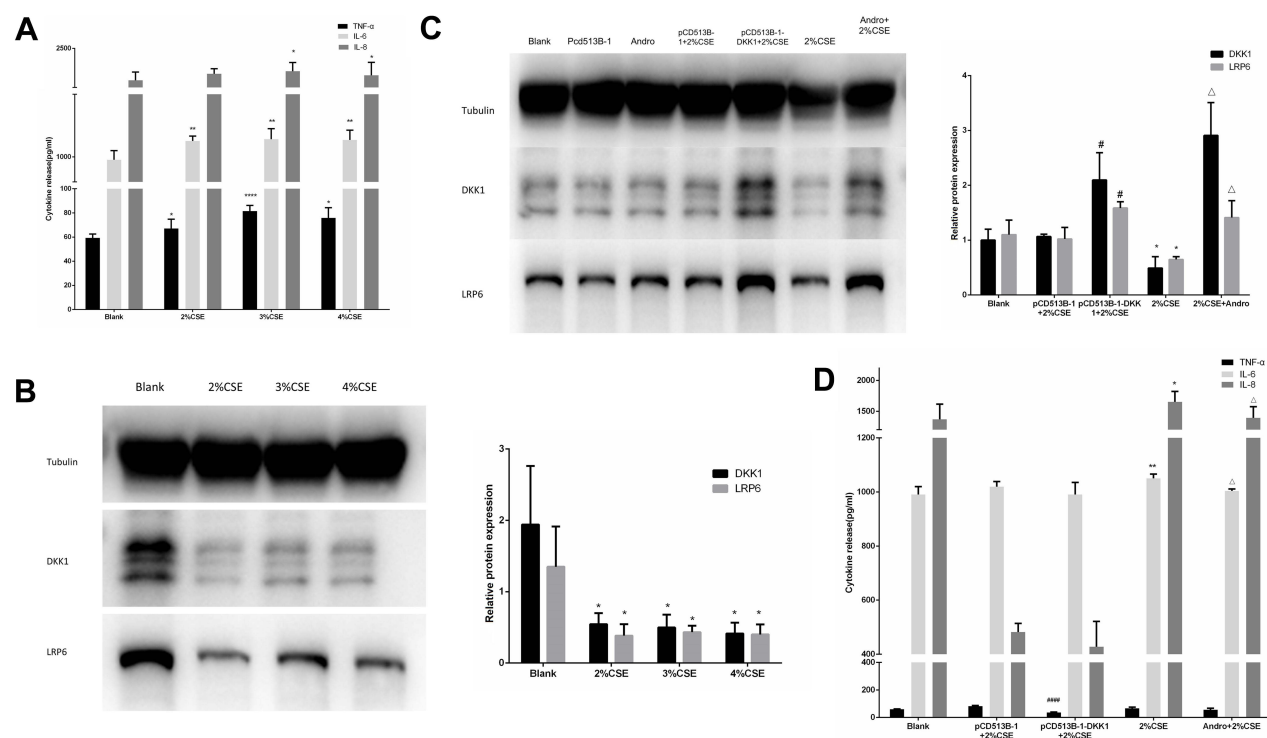 A
TNF-α
IL-6
IL-8
2500
1000
100
80
60
40
20
0
Cytokine release(pg/ml)
*
*
**
**
**
*
****
*
Blank
2%CSE
3%CSE
4%CSE
B
Blank
2%CSE
3%CSE
4%CSE
Tubulin
DKK1
LRP6
DKK1
LRP6
3
2
1
0
Relative protein expression
*
*
*
*
*
*
Blank
2%CSE
3%CSE
4%CSE
C
Blank
Pcd513B-1
Andro
pCD513B-
1+2%CSE
pCD513B-1-
DKK1+2%CSE
2%CSE
Andro+
2%CSE
Tubulin
DKK1
LRP6
DKK1
LRP6
4
3
2
1
0
Relative protein expression
#
#
*
*
△
△
Blank
pCD513B-1
+2%CSE
pCD513B-1-DKK
1+2%CSE
2%CSE
2%CSE+Andro
D
TNF-α
IL-6
IL-8
2000
1500
1200
1000
800
600
400
400
200
0
Cytokine release(pg/ml)
####
**
*
△
△
Blank
pCD513B-1
+2%CSE
pCD513B-1-DKK1
+2%CSE
2%CSE
Andro+2%CSE